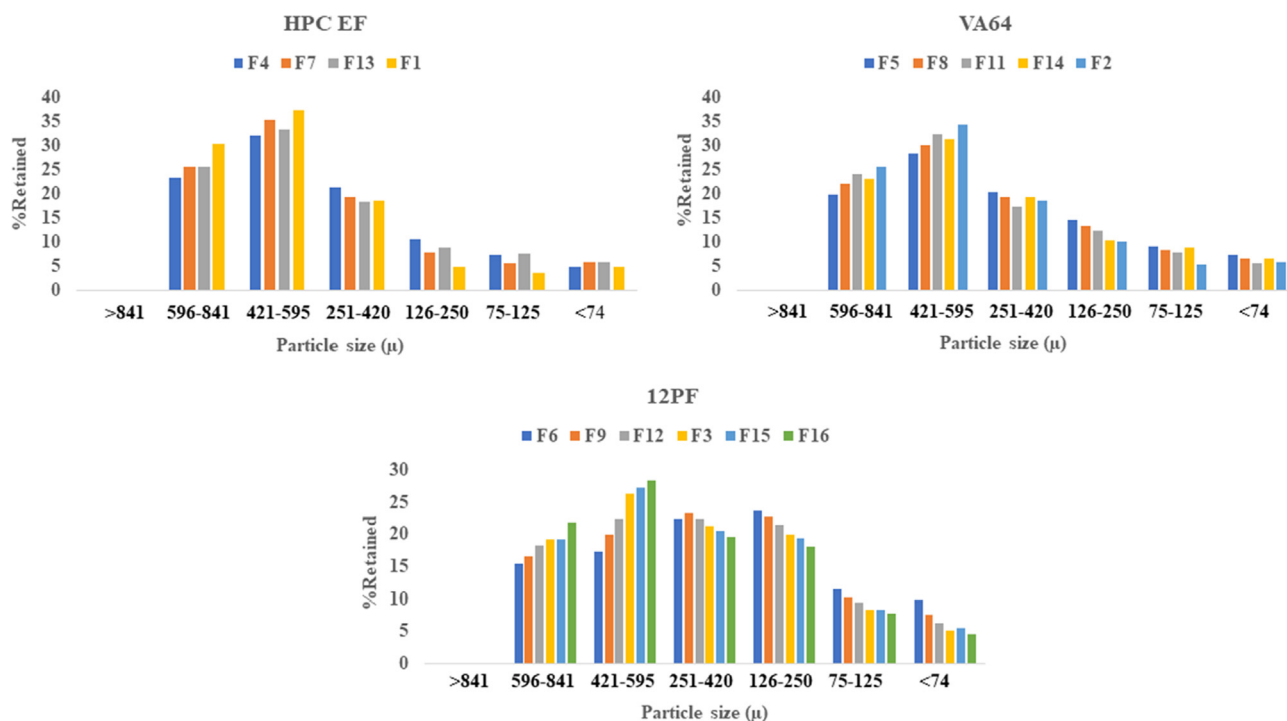 HPC EF
F4 F7 F13 F1
40
35
30
25
20
15
10
5
0
%Retained
>841 596-841 421-595 251-420 126-250 75-125 <74
Particle size (µ)
VA64
F5 F8 F11 F14 F2
40
35
30
25
20
15
10
5
0
%Retained
>841 596-841 421-595 251-420 126-250 75-125 <74
Particle size (µ)
12PF
F6 F9 F12 F3 F15 F16
30
25
20
15
10
5
0
%Retained
>841 596-841 421-595 251-420 126-250 75-125 <74
Particle size (µ)